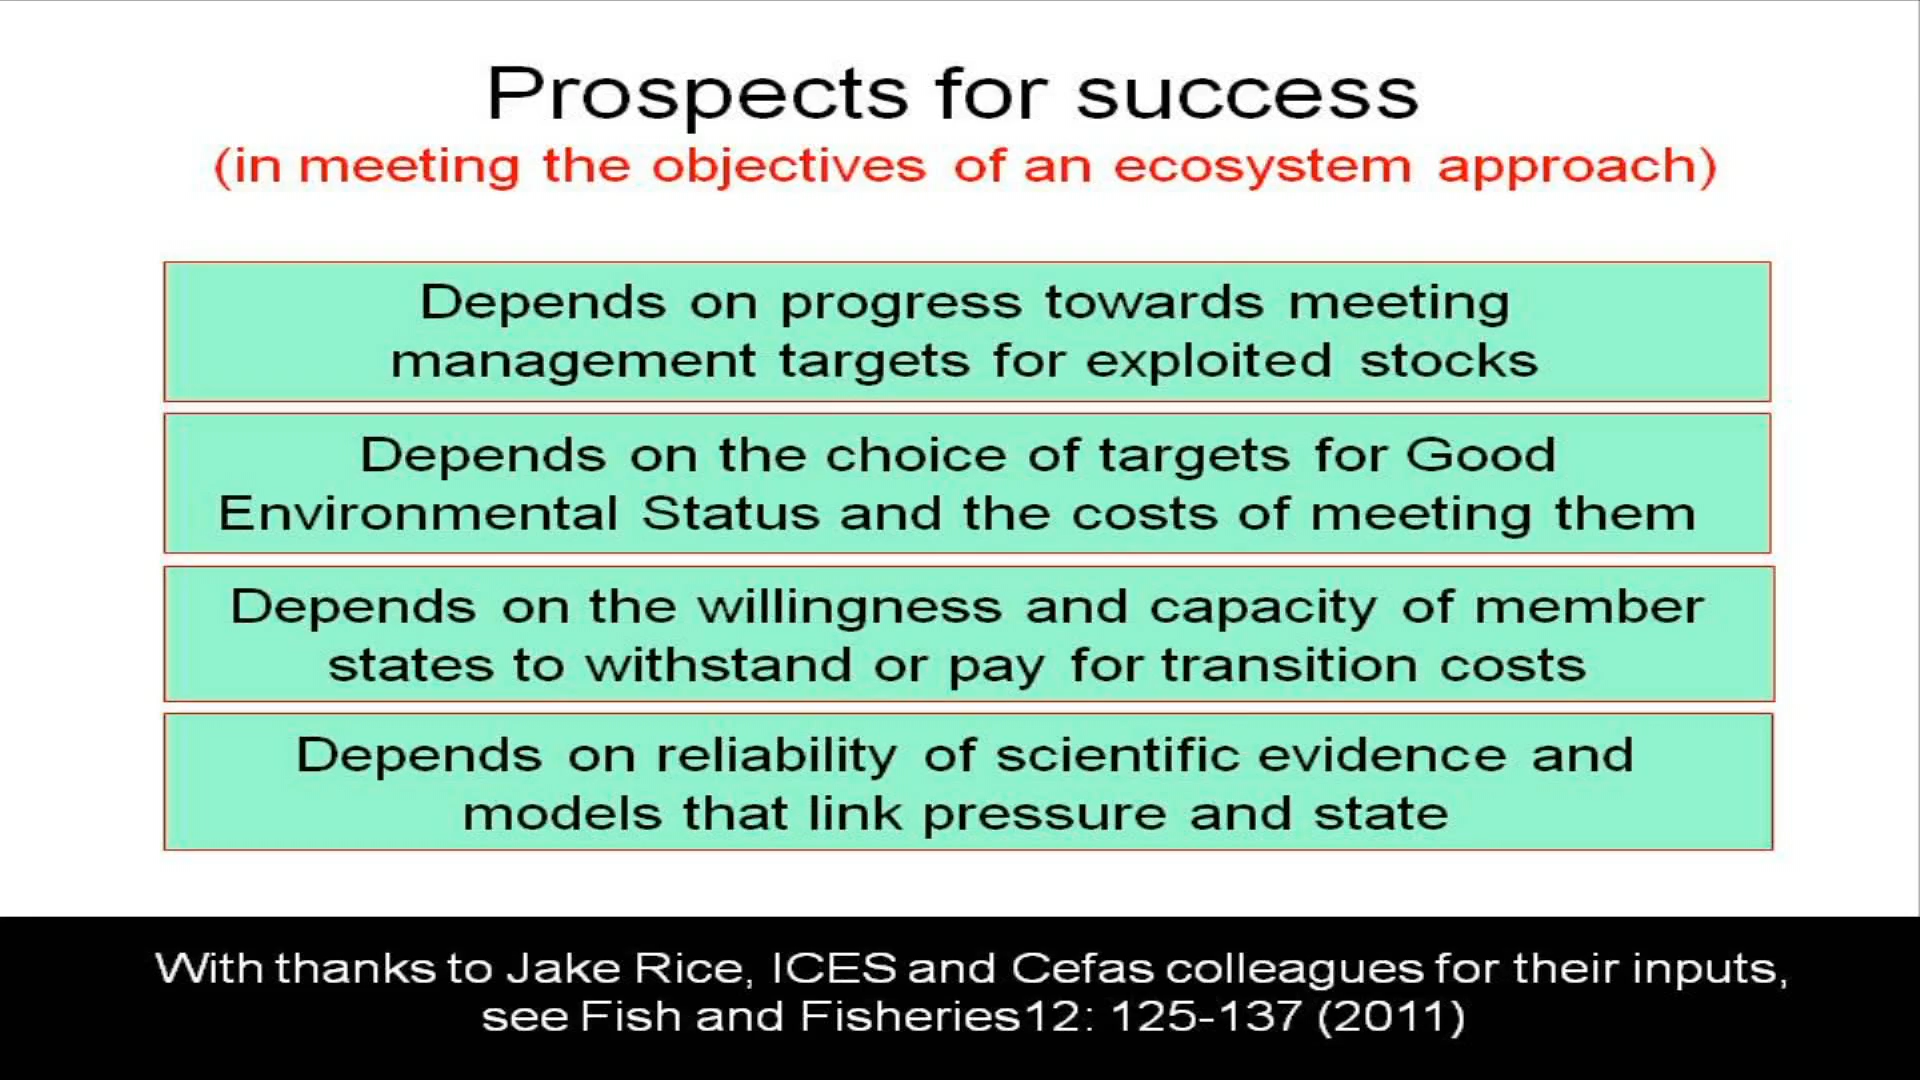 Prospects for success
(in meeting the objectives of an ecosystem approach)
Depends on progress towards meeting
management targets for exploited stocks
Depends on the choice of targets for Good
Environmental Status and the costs of meeting them
Depends on the willingness and capacity of member
states to withstand or pay for transition costs
Depends on reliability of scientific evidence and
models that link pressure and state
With thanks to Jake Rice, ICES and Cefas colleagues for their inputs,
see Fish and Fisheries12: 125-137 (2011)